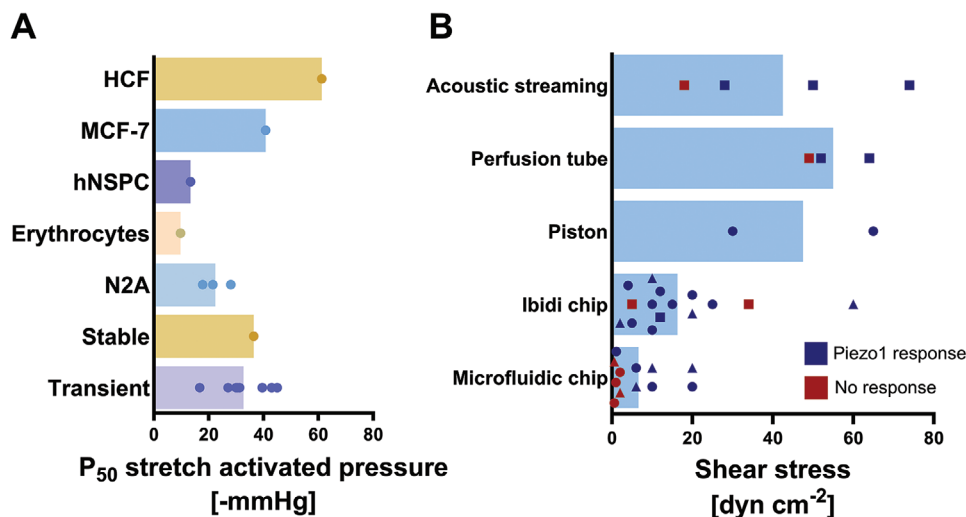 A
HCF
MCF-7
hNSPC
Erythrocytes
N2A
Stable
Transient
0 20 40 60 80
P50 stretch activated pressure
[-mmHg]
B
Acoustic streaming
Perfusion tube
Piston
Ibidi chip
Microfluidic chip
Piezo1 response
No response
0 20 40 60 80
Shear stress
[dyn cm-2]